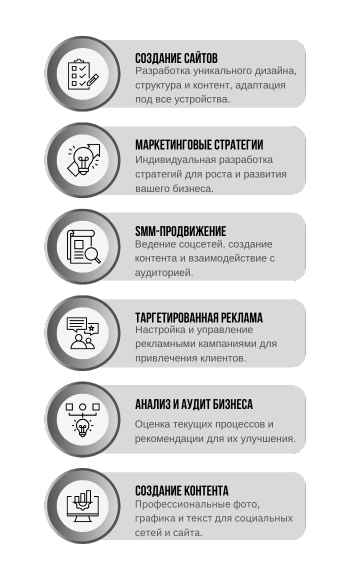 СОЗДАНИЕ САЙТОВ
Разработка уникального дизайна,
структура и контент, адаптация
под все устройства.
МАРКЕТИНГОВЫЕ СТРАТЕГИИ
Индивидуальная разработка
стратегий для роста и развития
вашего бизнеса.
SMM-ПРОДВИЖЕНИЕ
Ведение соцсетей, создание
контента и взаимодействие с
аудиторией.
ТАРГЕТИРОВАННАЯ РЕКЛАМА
Настройка и управление
рекламными кампаниями для
привлечения клиентов.
АНАЛИЗ И АУДИТ БИЗНЕСА
Оценка текущих процессов и
рекомендации для их улучшения.
СОЗДАНИЕ КОНТЕНТА
Профессиональные фото,
графика и текст для социальных
сетей и сайта.